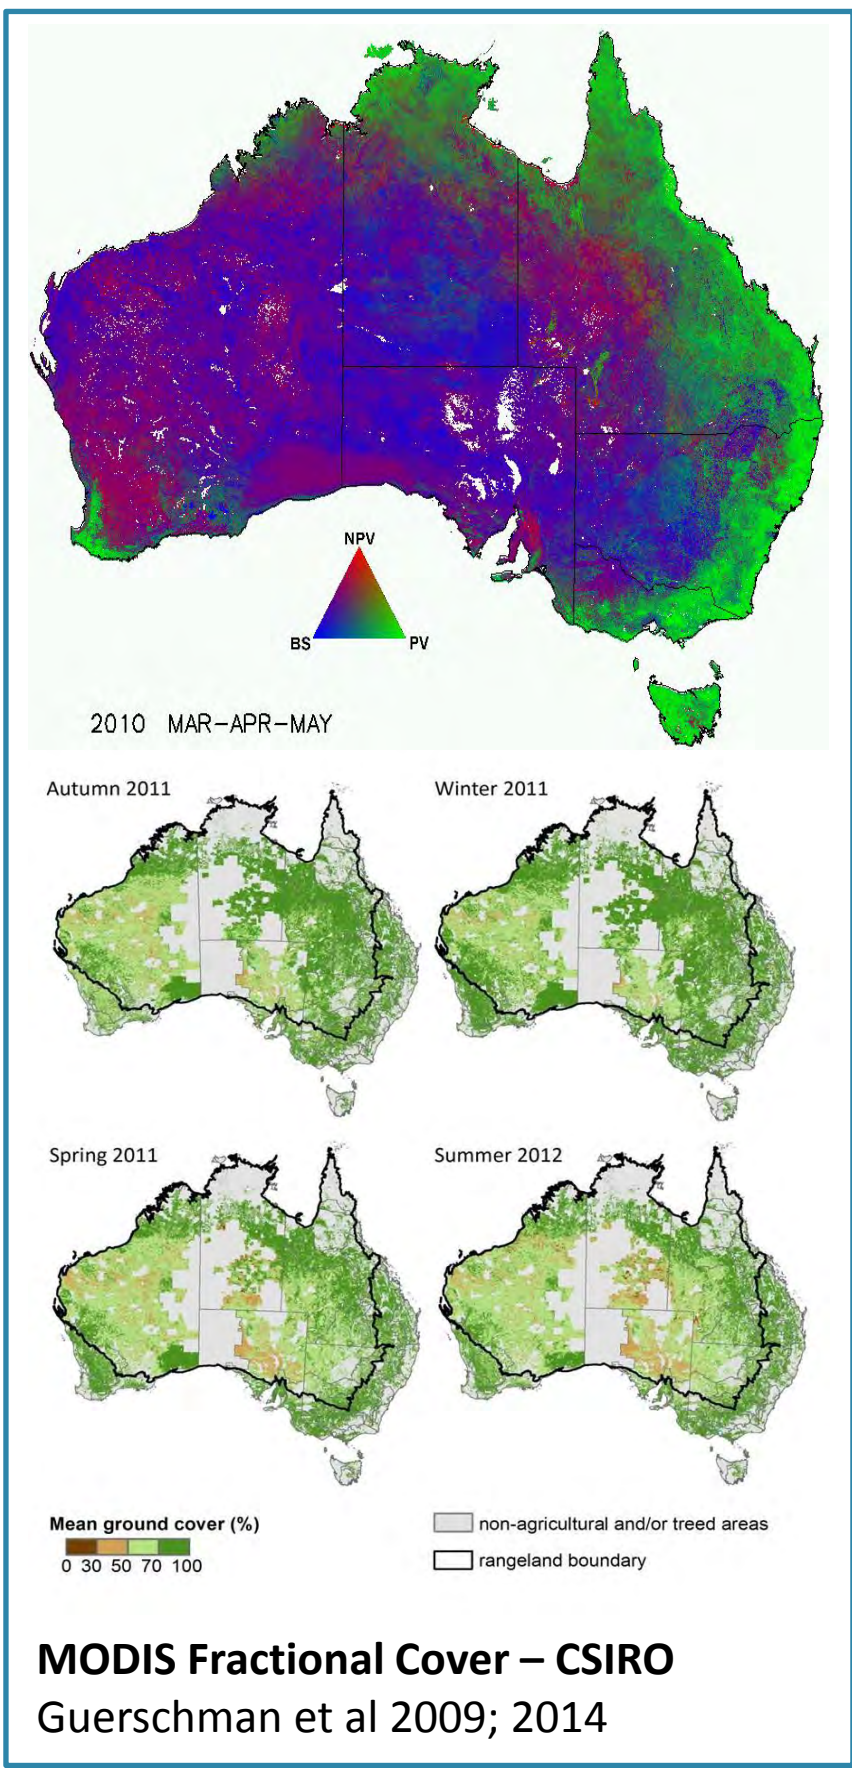 NPV
BS PV
2010 MAR-APR-MAY
Autumn 2011
Winter 2011
Spring 2011
Summer 2012
Mean ground cover (%)
0 30 50 70 100
non-agricultural and/or treed areas
rangeland boundary
MODIS Fractional Cover – CSIRO
Guerschman et al 2009; 2014